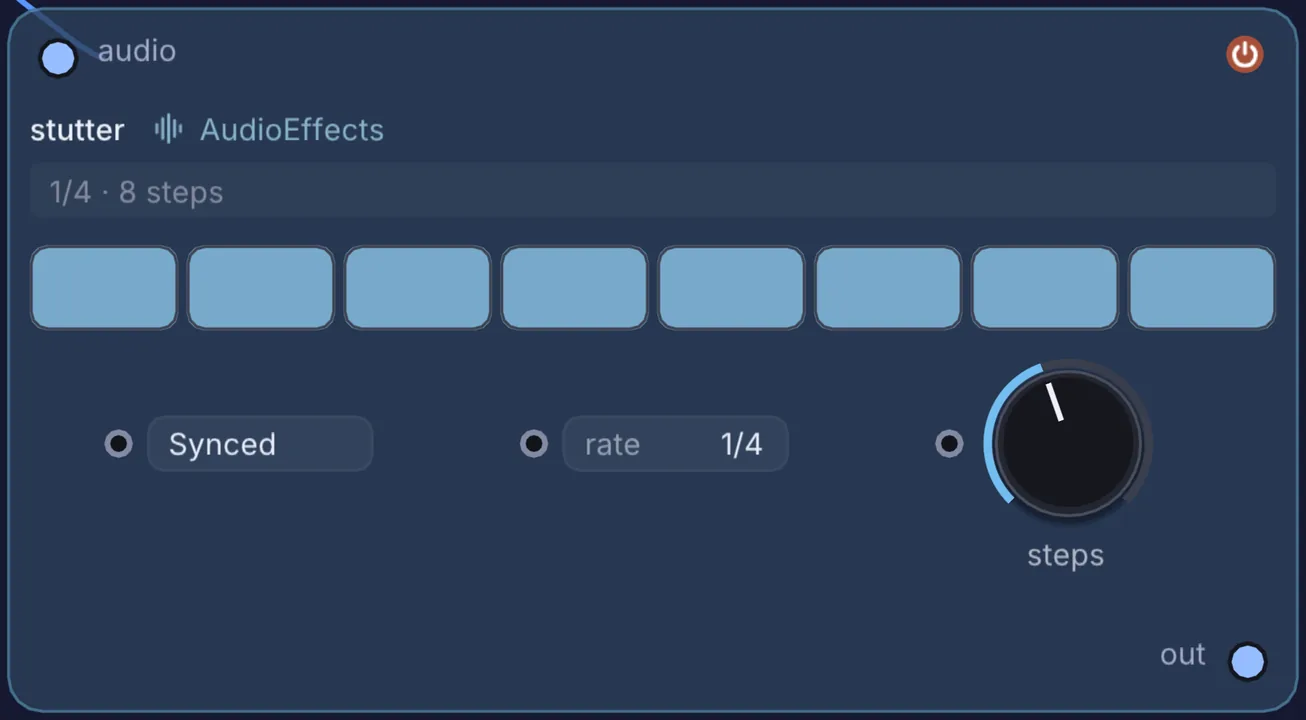 audio
stutter AudioEffects
1/4 · 8 steps
Synced
rate 1/4
steps
out